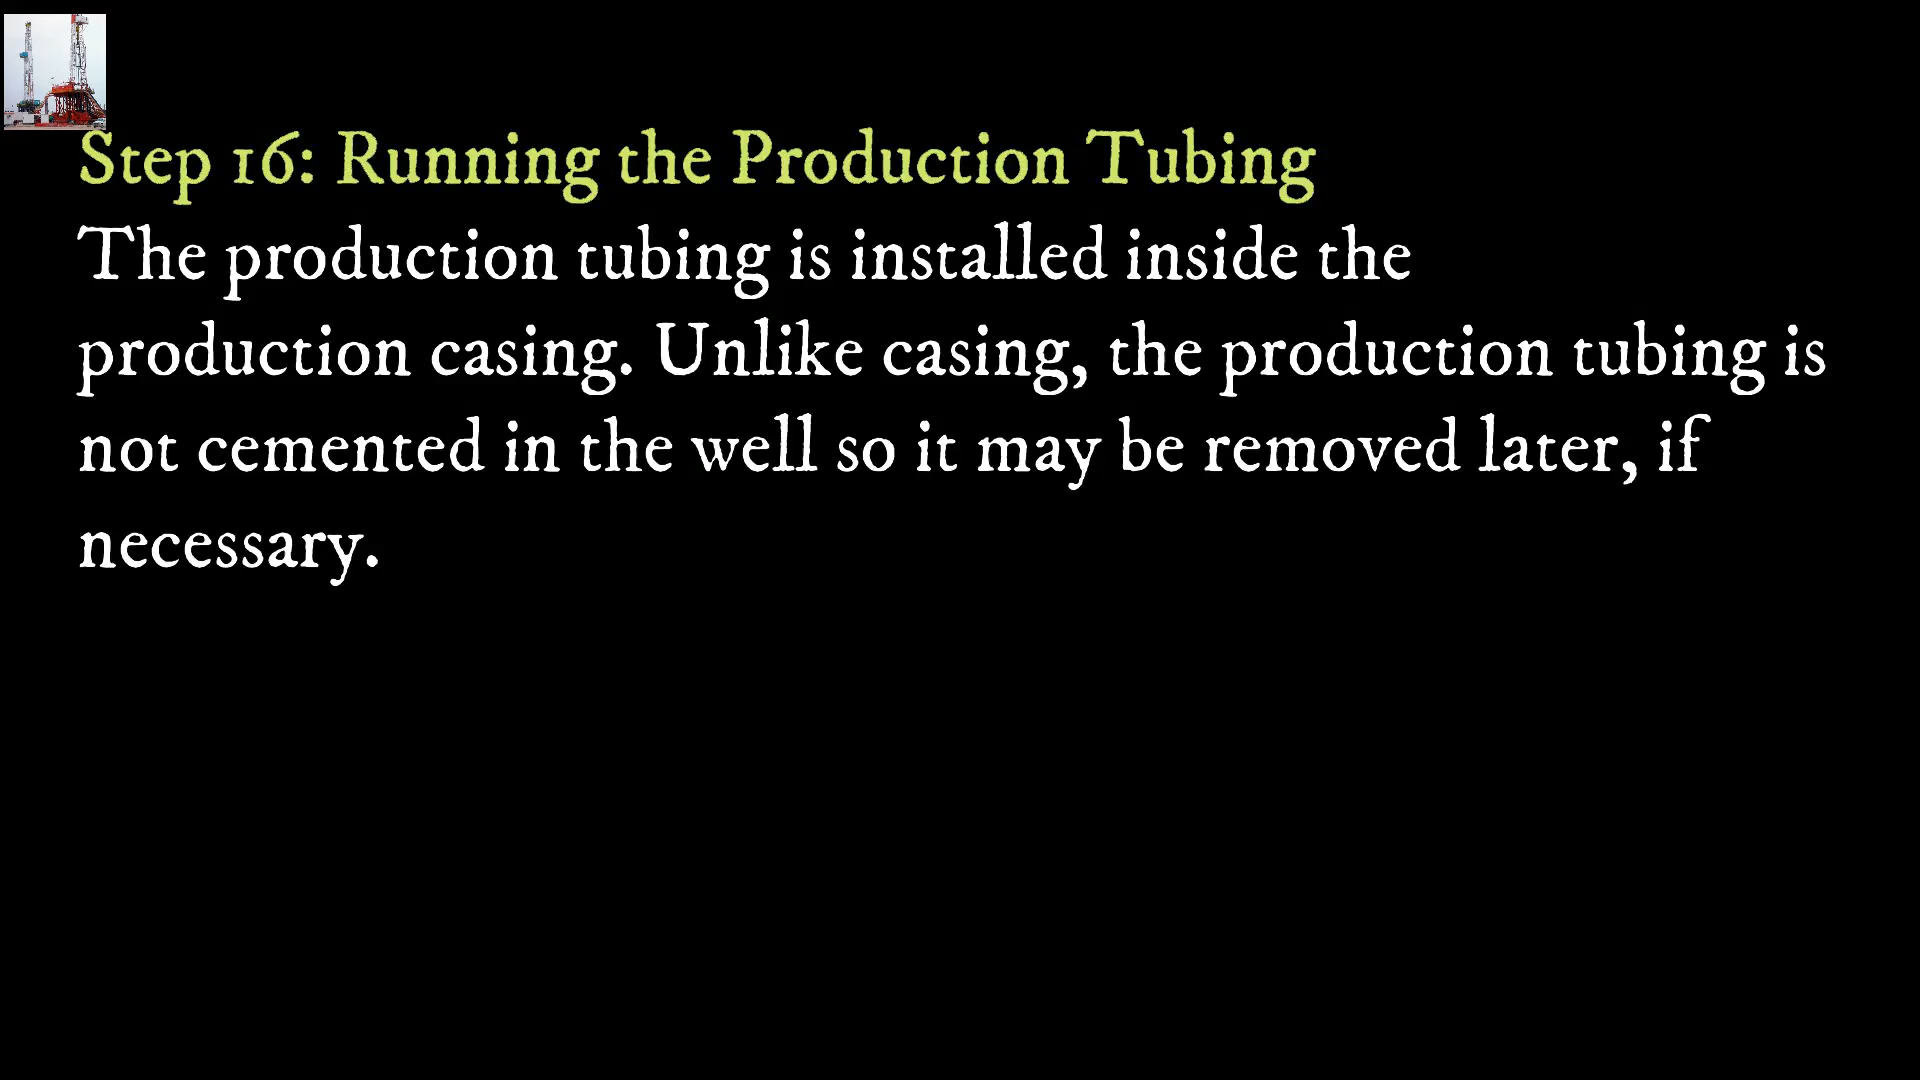 Step 16: Running the Production Tubing
The production tubing is installed inside the
production casing. Unlike casing, the production tubing is
not cemented in the well so it may be removed later, if
necessary.